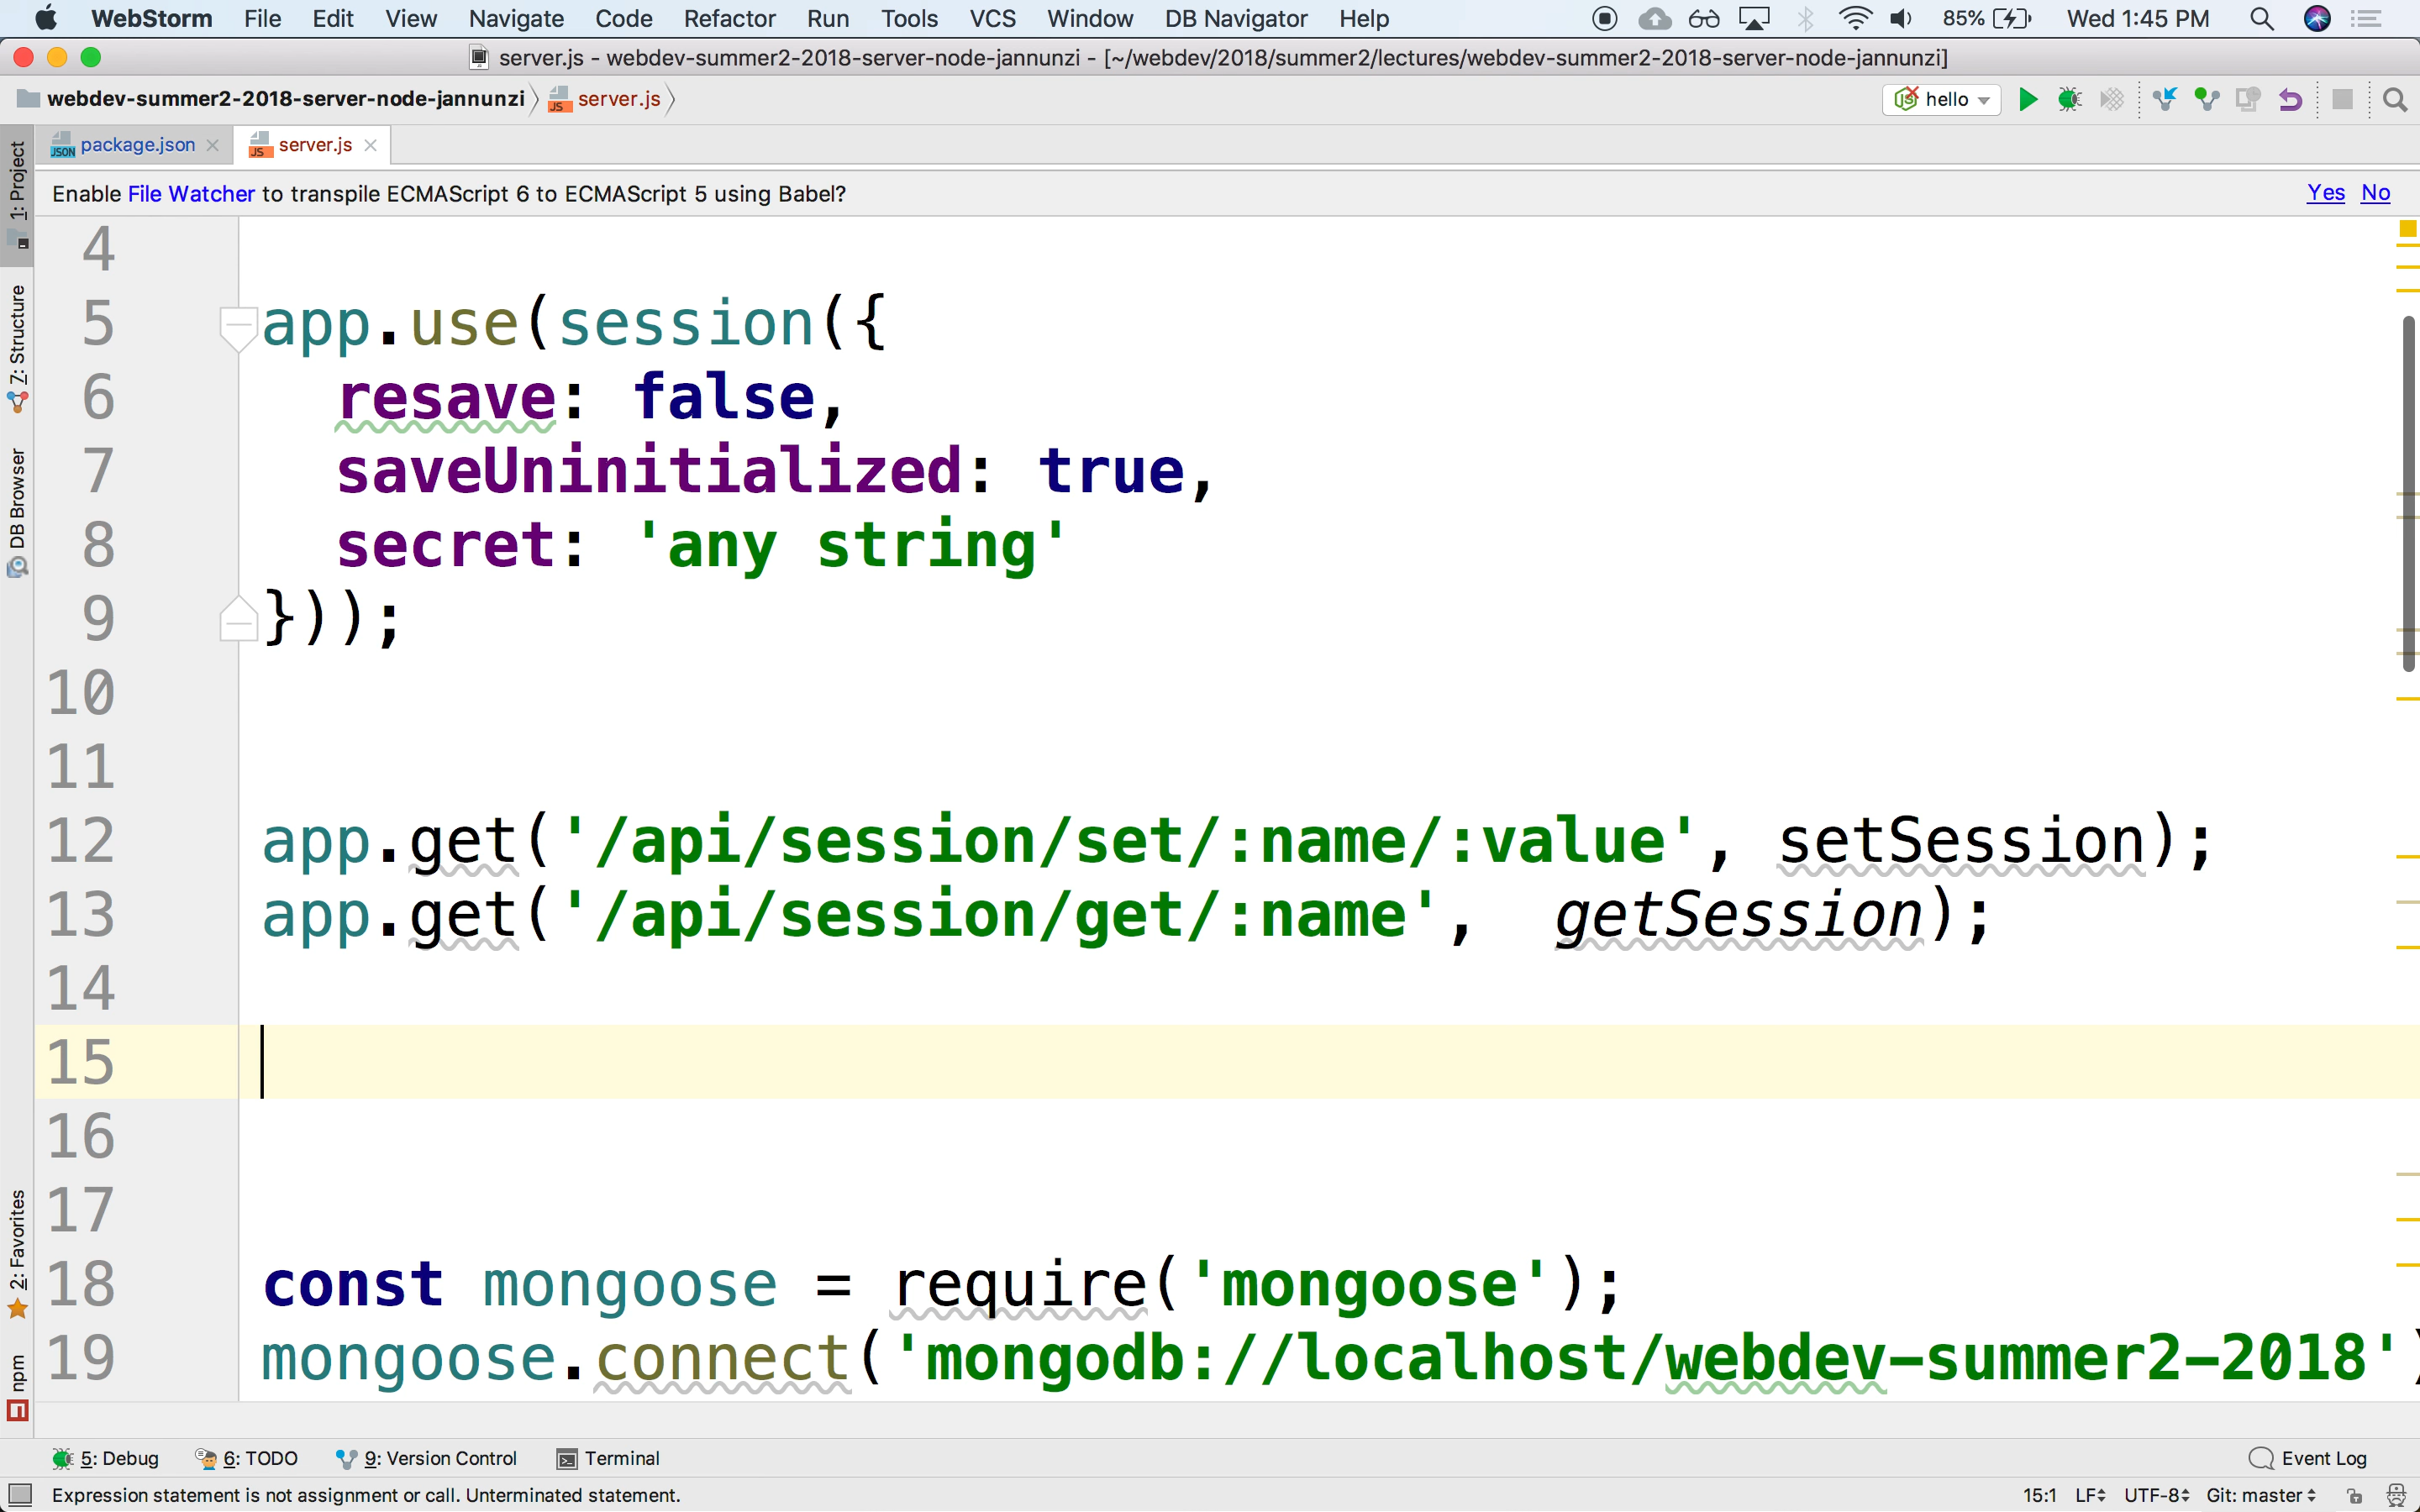 WebStorm File Edit View Navigate Code Refactor Run Tools VCS Window DB Navigator Help 85% Wed 1:45 PM
server.js - webdev-summer2-2018-server-node-jannunzi - [~/webdev/2018/summer2/lectures/webdev-summer2-2018-server-node-jannunzi]
webdev-summer2-2018-server-node-jannunzi JS server.js JS hello
JSON package.json JS server.js
1: Project
7: Structure
DB Browser
2: Favorites
npm
Enable File Watcher to transpile ECMAScript 6 to ECMAScript 5 using Babel? Yes No
4
5 app.use(session({
6 resave: false,
7 saveUninitialized: true,
8 secret: 'any string'
9 }));
10
11
12 app.get('/api/session/set/:name/:value', setSession);
13 app.get('/api/session/get/:name', getSession);
14
15
16
17
18 const mongoose = require('mongoose');
19 mongoose.connect('mongodb://localhost/webdev-summer2-2018')
5: Debug 6: TODO 9: Version Control Terminal Event Log
Expression statement is not assignment or call. Unterminated statement. 15:1 LF UTF-8 Git: master